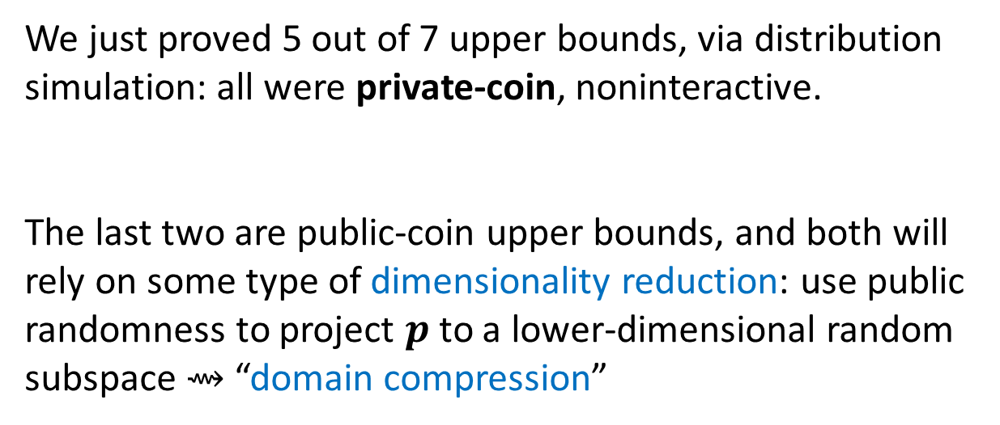 We just proved 5 out of 7 upper bounds, via distribution
simulation: all were private-coin, noninteractive.
The last two are public-coin upper bounds, and both will
rely on some type of dimensionality reduction: use public
randomness to project p to a lower-dimensional random
subspace ⇝ “domain compression”